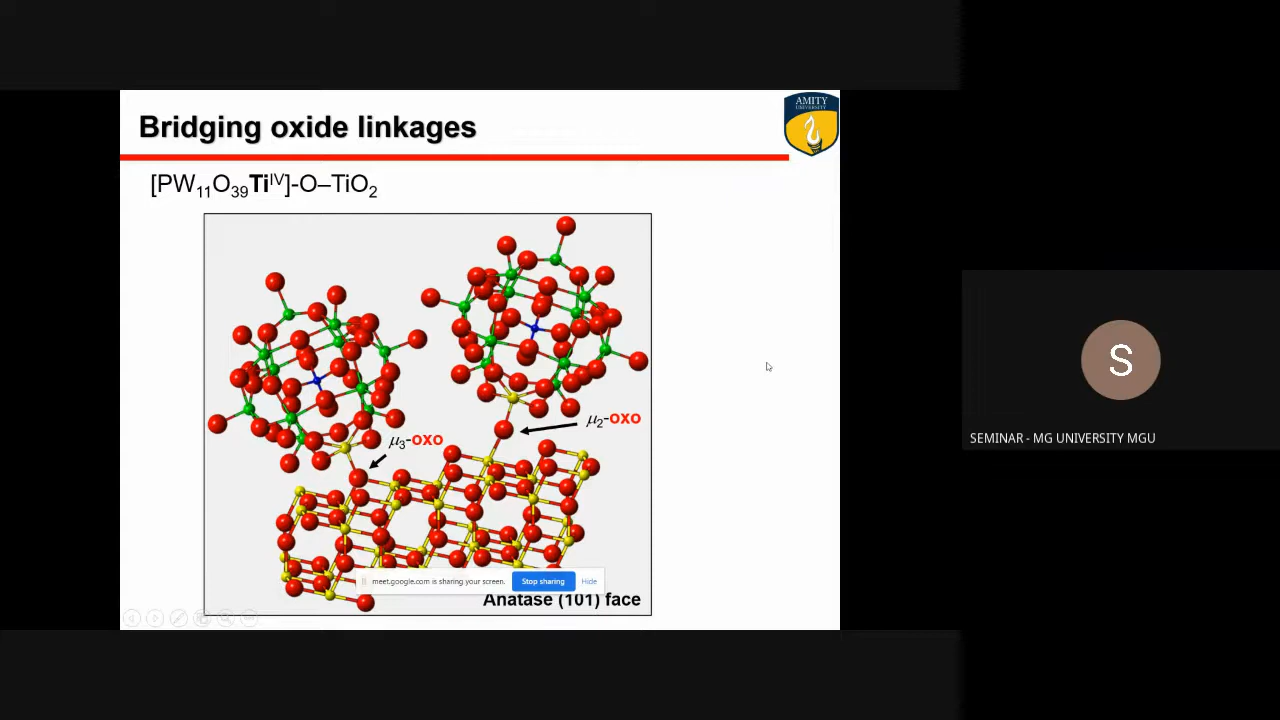 Bridging oxide linkages
AMITY
UNIVERSITY
[PW₁₁O₃₉Tiᴵⱽ]-O–TiO₂
μ₂-oxo
μ₃-oxo
S
SEMINAR - MG UNIVERSITY MGU
meet.google.com is sharing your screen.
Stop sharing
Hide
Anatase (101) face